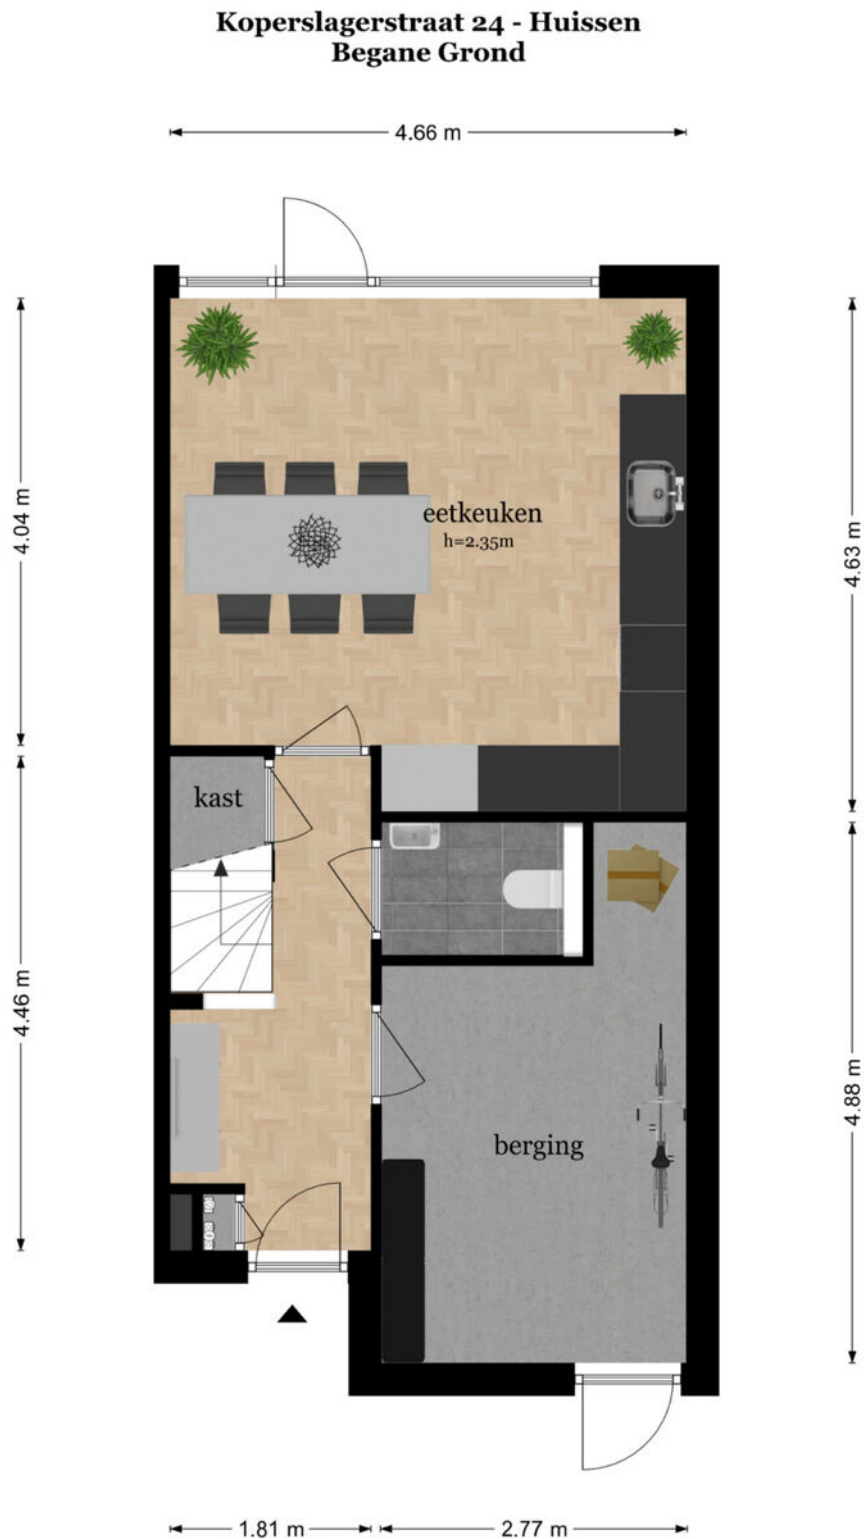 Koperslagerstraat 24 - Huissen
Begane Grond
4.66 m
4.04 m
eetkeuken
h=2.35m
4.63 m
kast
4.46 m
4.88 m
berging
1.81 m
2.77 m